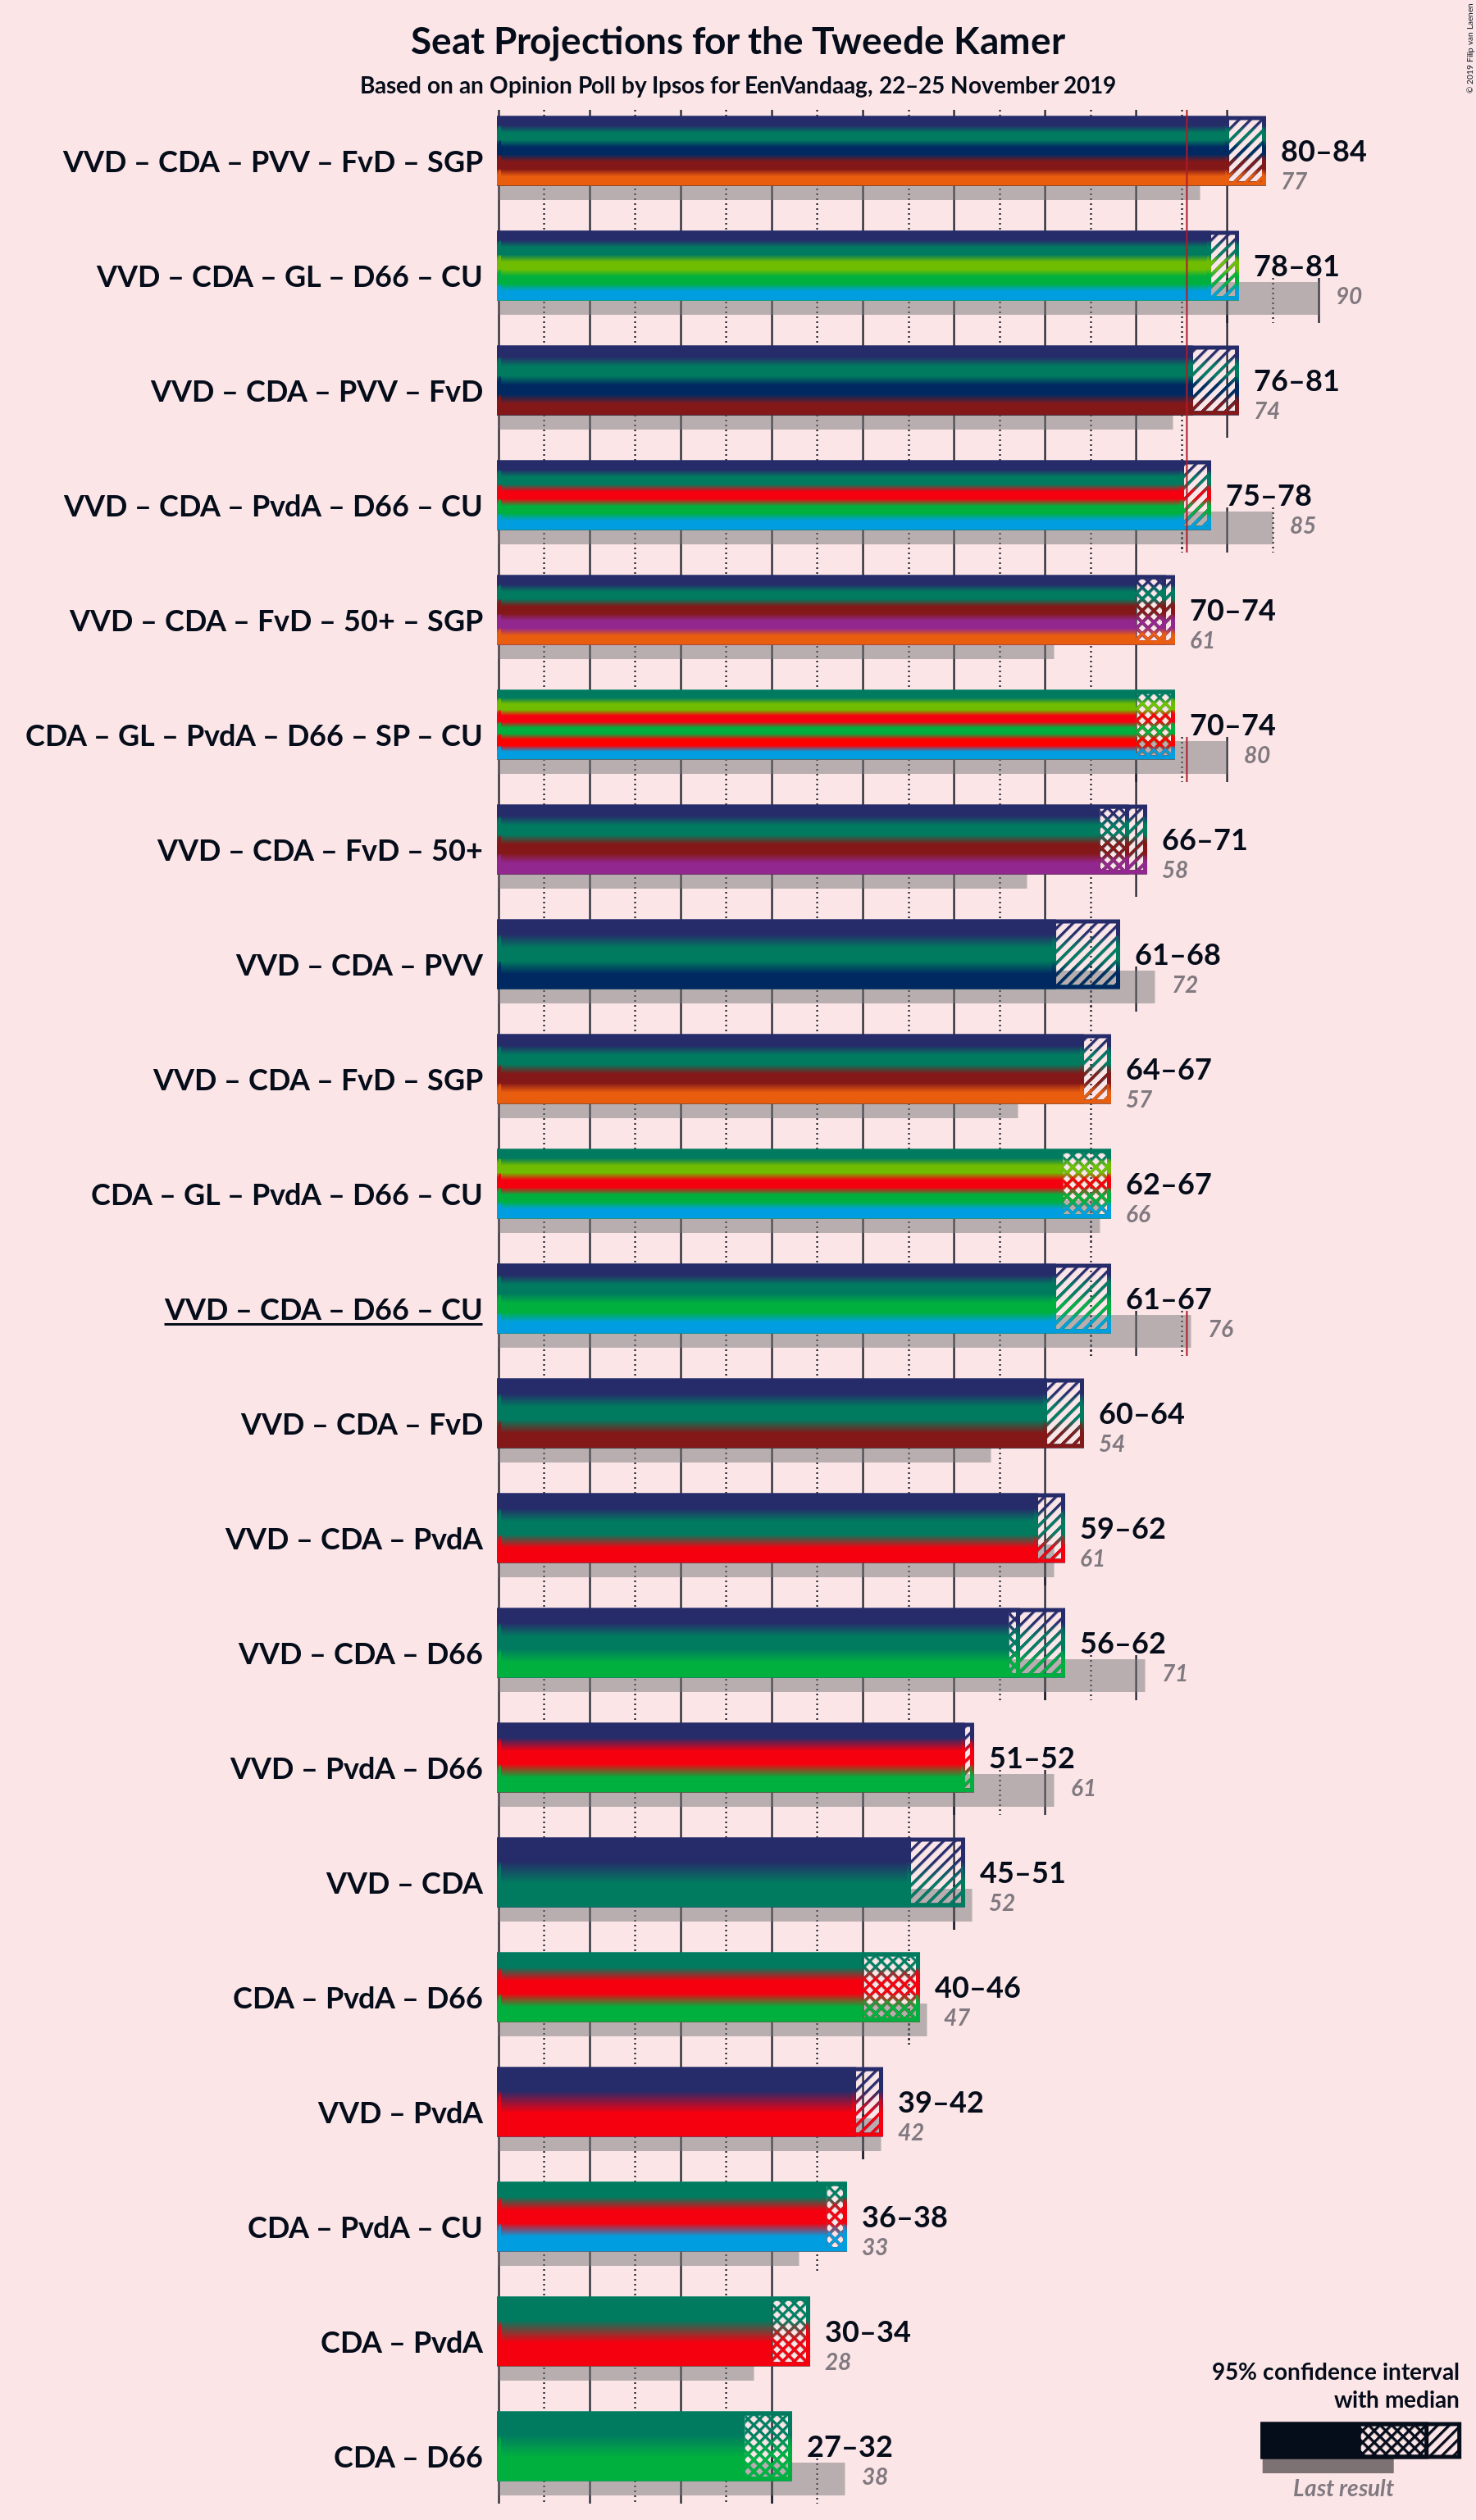 Seat Projections for the Tweede Kamer
Based on an Opinion Poll by Ipsos for EenVandaag, 22–25 November 2019
© 2019 Filip van Laenen
VVD – CDA – PVV – FvD – SGP
80–84
77
VVD – CDA – GL – D66 – CU
78–81
90
VVD – CDA – PVV – FvD
76–81
74
VVD – CDA – PvdA – D66 – CU
75–78
85
VVD – CDA – FvD – 50+ – SGP
70–74
61
CDA – GL – PvdA – D66 – SP – CU
70–74
80
VVD – CDA – FvD – 50+
66–71
58
VVD – CDA – PVV
61–68
72
VVD – CDA – FvD – SGP
64–67
57
CDA – GL – PvdA – D66 – CU
62–67
66
VVD – CDA – D66 – CU
61–67
76
VVD – CDA – FvD
60–64
54
VVD – CDA – PvdA
59–62
61
VVD – CDA – D66
56–62
71
VVD – PvdA – D66
51–52
61
VVD – CDA
45–51
52
CDA – PvdA – D66
40–46
47
VVD – PvdA
39–42
42
CDA – PvdA – CU
36–38
33
CDA – PvdA
30–34
28
CDA – D66
27–32
38
95% confidence interval
with median
Last result